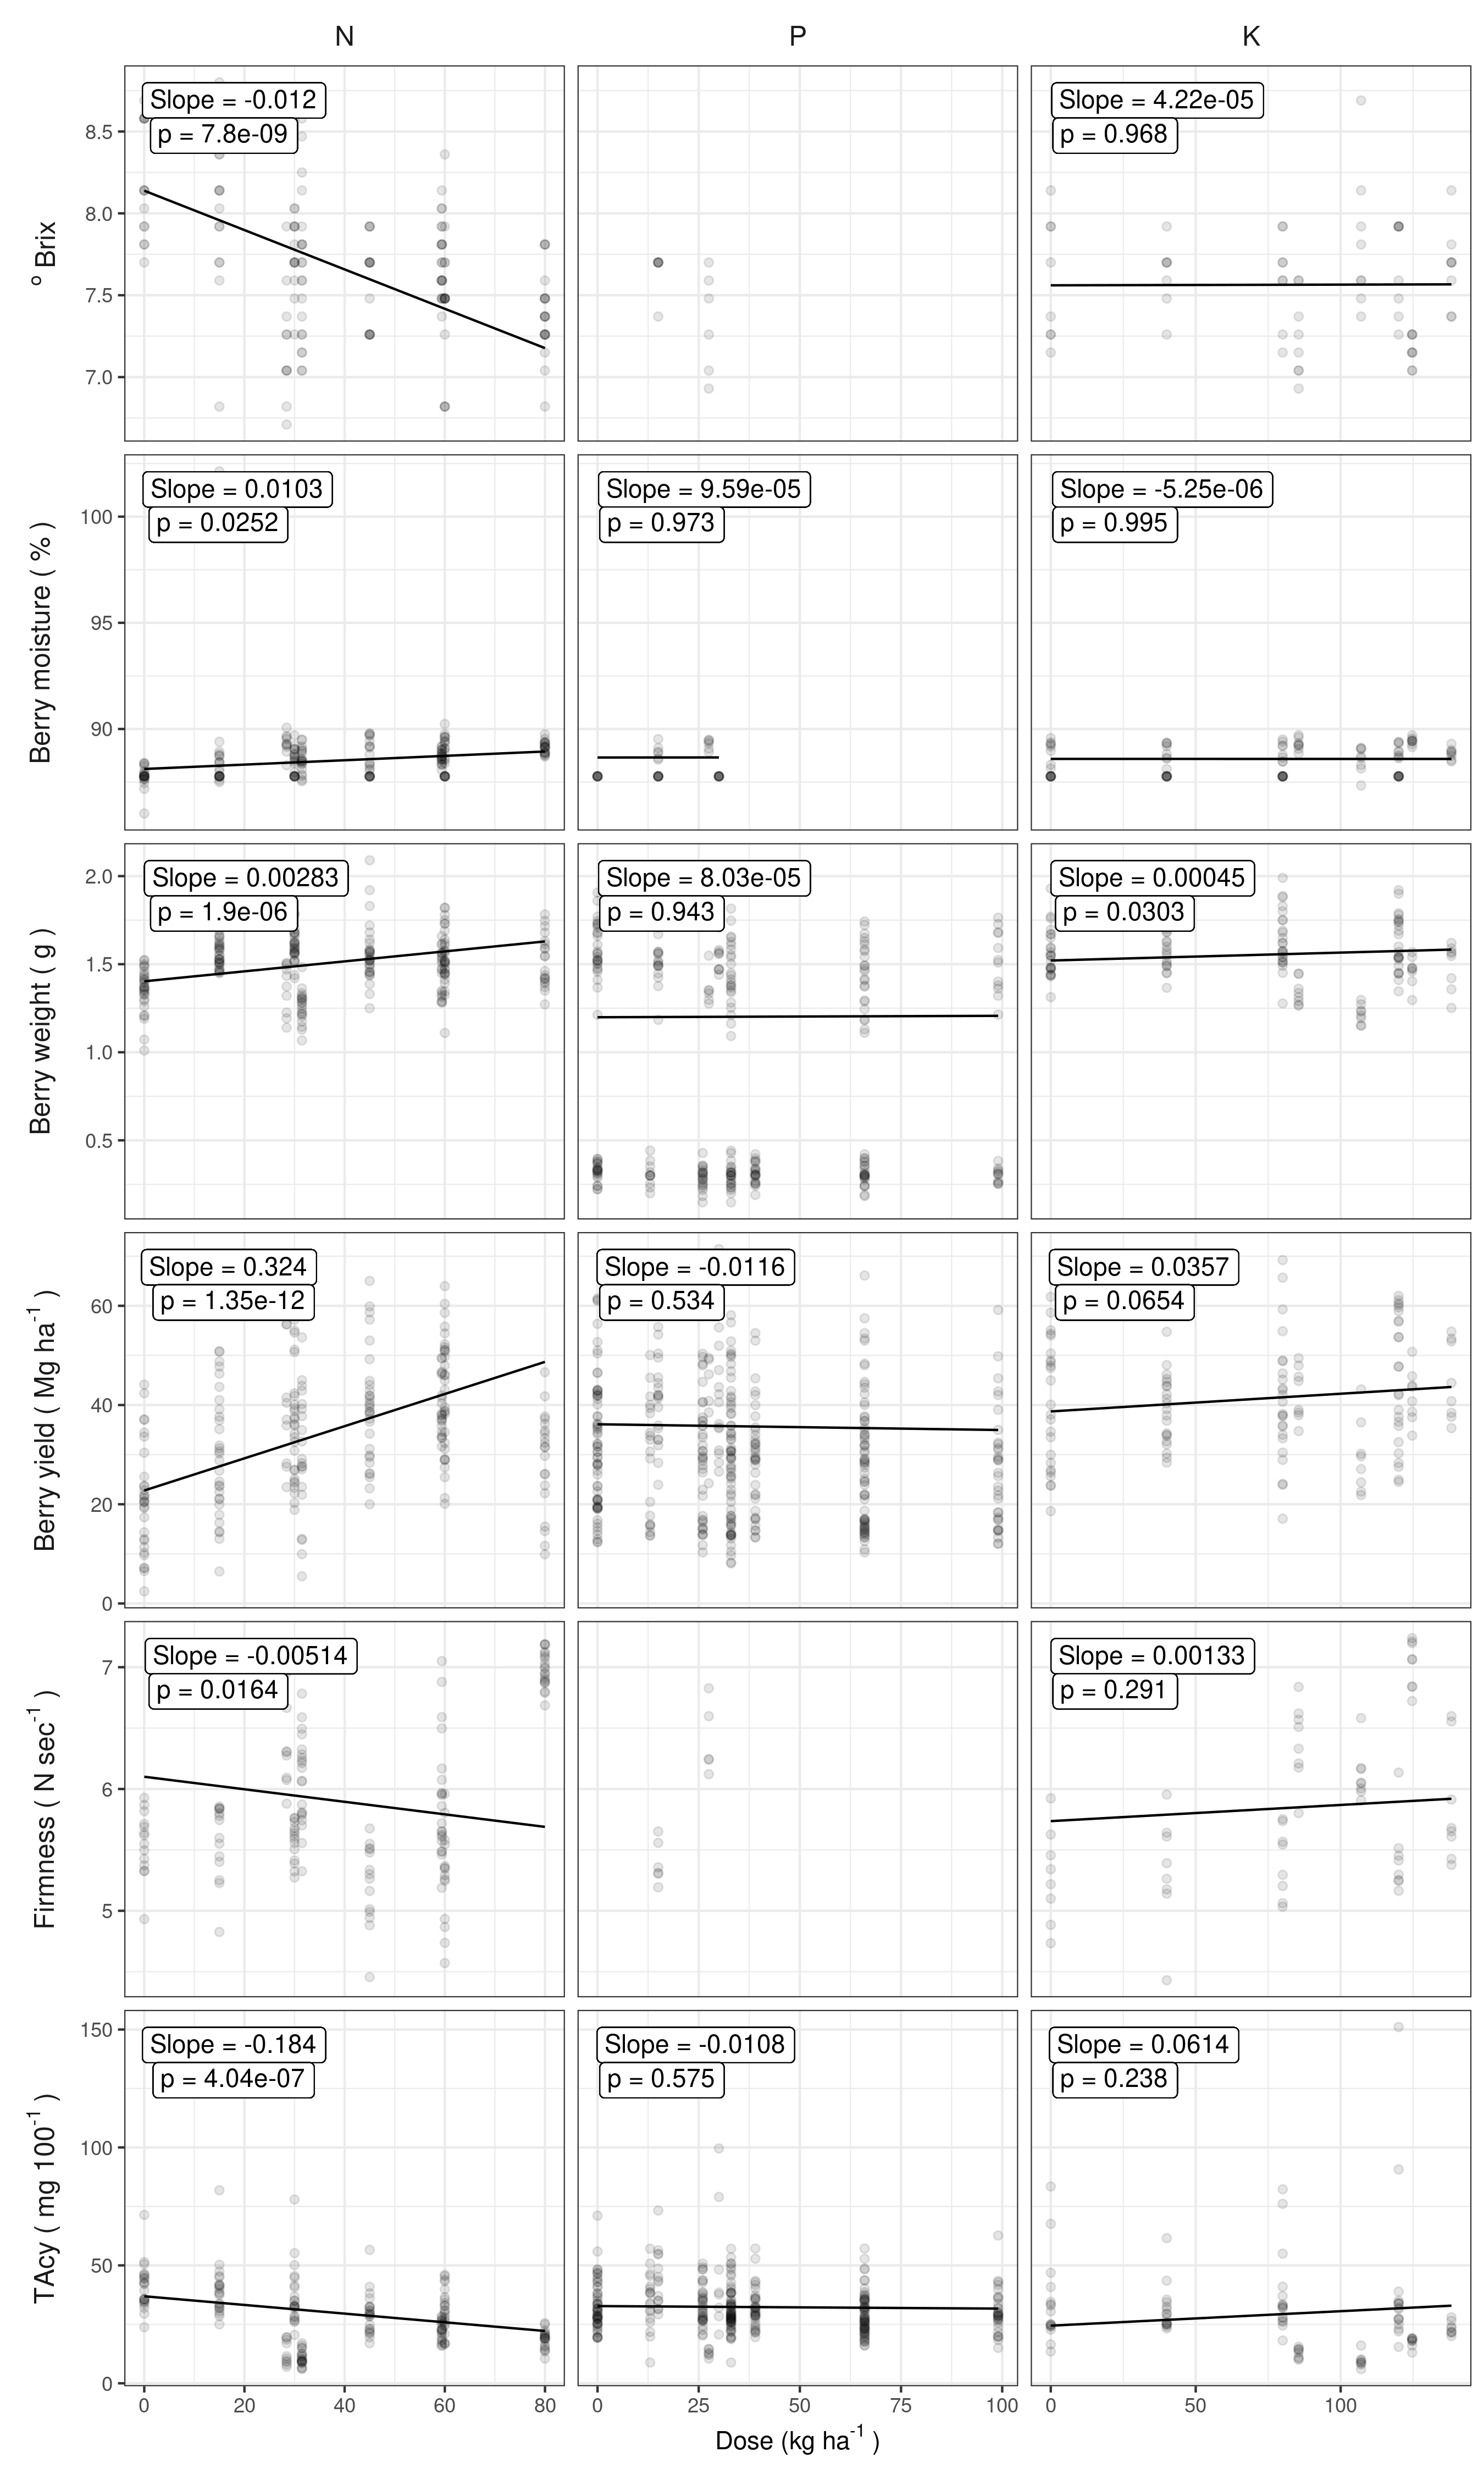 N P K
Slope = -0.012
p = 7.8e-09
Slope = 4.22e-05
p = 0.968
8.5
8.0
7.5
7.0
º Brix
Slope = 0.0103
p = 0.0252
Slope = 9.59e-05
p = 0.973
Slope = -5.25e-06
p = 0.995
100
95
90
Berry moisture ( % )
Slope = 0.00283
p = 1.9e-06
Slope = 8.03e-05
p = 0.943
Slope = 0.00045
p = 0.0303
2.0
1.5
1.0
0.5
Berry weight ( g )
Slope = 0.324
p = 1.35e-12
Slope = -0.0116
p = 0.534
Slope = 0.0357
p = 0.0654
60
40
20
0
Berry yield ( Mg ha⁻¹ )
Slope = -0.00514
p = 0.0164
Slope = 0.00133
p = 0.291
7
6
5
Firmness ( N sec⁻¹ )
Slope = -0.184
p = 4.04e-07
Slope = -0.0108
p = 0.575
Slope = 0.0614
p = 0.238
150
100
50
0
TAcy ( mg 100⁻¹ )
0 20 40 60 80 0 25 50 75 100 0 50 100
Dose (kg ha⁻¹ )